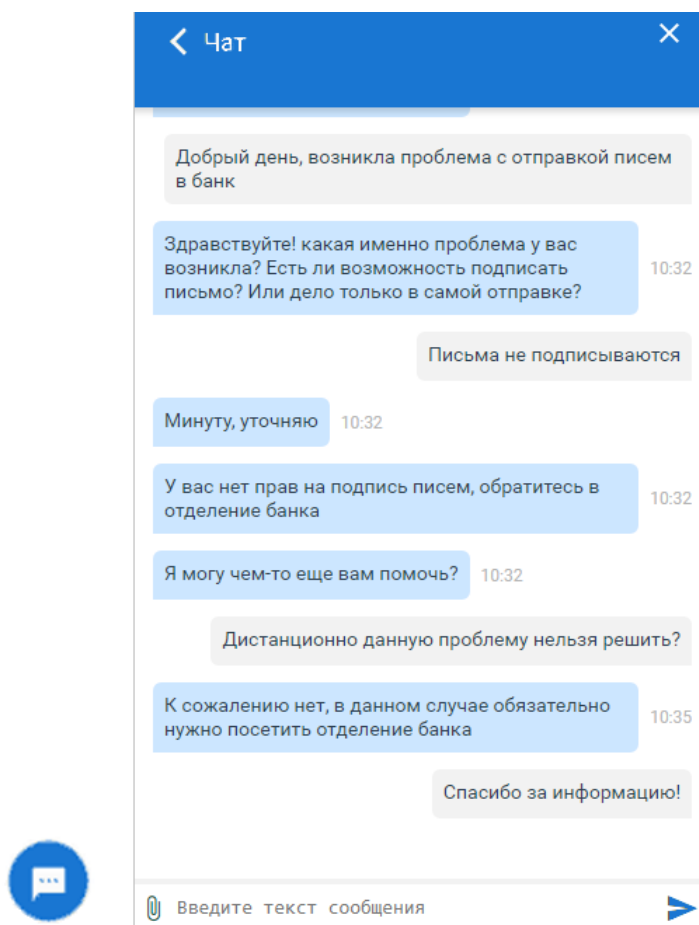 Чат
Добрый день, возникла проблема с отправкой писем
в банк
Здравствуйте! какая именно проблема у вас
возникла? Есть ли возможность подписать
письмо? Или дело только в самой отправке?
10:32
Письма не подписываются
Минуту, уточняю
10:32
У вас нет прав на подпись писем, обратитесь в
отделение банка
10:32
Я могу чем-то еще вам помочь?
10:32
Дистанционно данную проблему нельзя решить?
К сожалению нет, в данном случае обязательно
нужно посетить отделение банка
10:35
Спасибо за информацию!
Введите текст сообщения